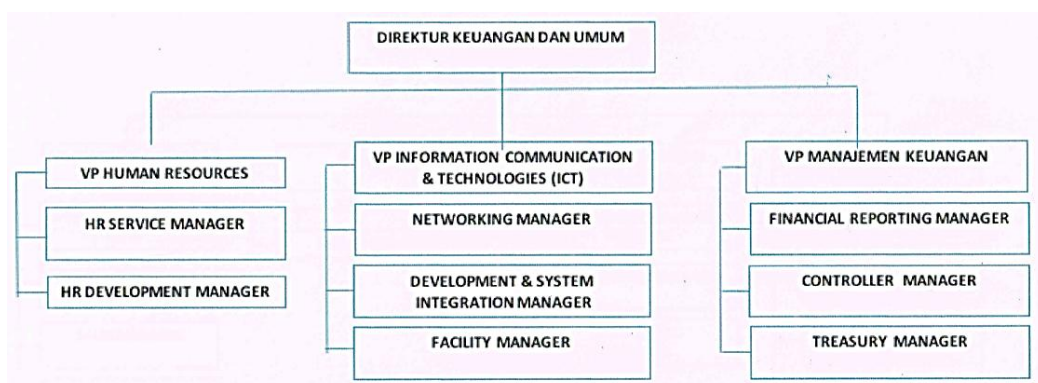 DIREKTUR KEUANGAN DAN UMUM
VP HUMAN RESOURCES
HR SERVICE MANAGER
HR DEVELOPMENT MANAGER
VP INFORMATION COMMUNICATION
& TECHNOLOGIES (ICT)
NETWORKING MANAGER
DEVELOPMENT & SYSTEM
INTEGRATION MANAGER
FACILITY MANAGER
VP MANAJEMEN KEUANGAN
FINANCIAL REPORTING MANAGER
CONTROLLER MANAGER
TREASURY MANAGER